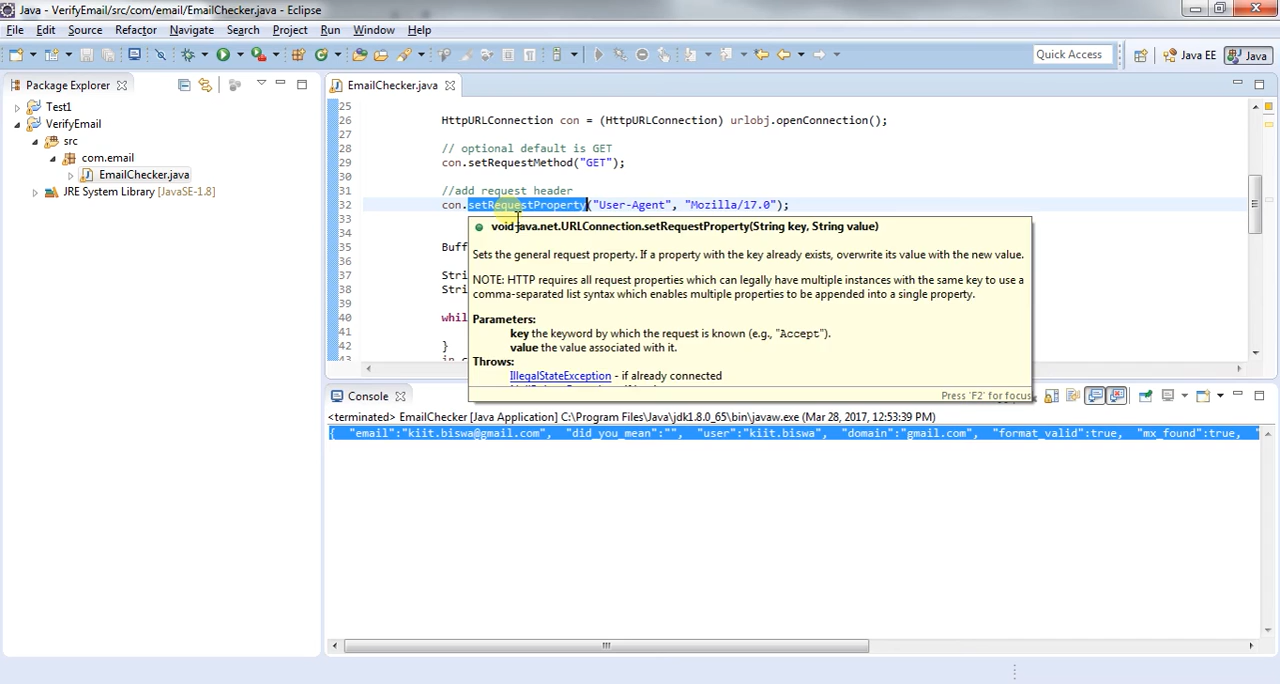 Java - VerifyEmail/src/com/email/EmailChecker.java - Eclipse
File Edit Source Refactor Navigate Search Project Run Window Help
Quick Access
Java EE
Java
Package Explorer
Test1
VerifyEmail
src
com.email
EmailChecker.java
JRE System Library [JavaSE-1.8]
EmailChecker.java
25
26 HttpURLConnection con = (HttpURLConnection) urlobj.openConnection();
27
28 // optional default is GET
29 con.setRequestMethod("GET");
30
31 //add request header
32 con.setRequestProperty("User-Agent", "Mozilla/17.0");
33
35 Buff
36
37 Stri
38 Stri
39
40 whil
41
42 }
43 in c
void java.net.URLConnection.setRequestProperty(String key, String value)
Sets the general request property. If a property with the key already exists, overwrite its value with the new value.
NOTE: HTTP requires all request properties which can legally have multiple instances with the same key to use a
comma-separated list syntax which enables multiple properties to be appended into a single property.
Parameters:
key the keyword by which the request is known (e.g., "Accept").
value the value associated with it.
Throws:
IllegalStateException - if already connected
Press 'F2' for focus
Console
<terminated> EmailChecker [Java Application] C:\Program Files\Java\jdk1.8.0_65\bin\javaw.exe (Mar 28, 2017, 12:53:39 PM)
{ "email":"kiit.biswa@gmail.com", "did_you_mean":"", "user":"kiit.biswa", "domain":"gmail.com", "format_valid":true, "mx_found":true, "